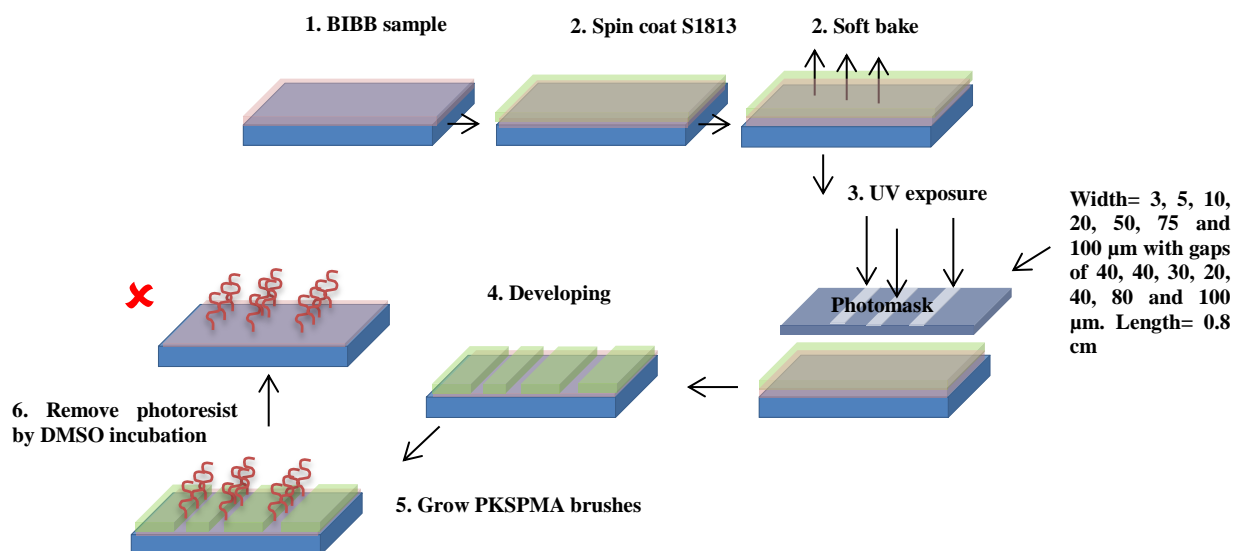 1. BIBB sample
2. Spin coat S1813
2. Soft bake
3. UV exposure
Width= 3, 5, 10,
20, 50, 75 and
100 µm with gaps
of 40, 40, 30, 20,
40, 80 and 100
µm. Length= 0.8
cm
Photomask
4. Developing
5. Grow PKSPMA brushes
6. Remove photoresist
by DMSO incubation